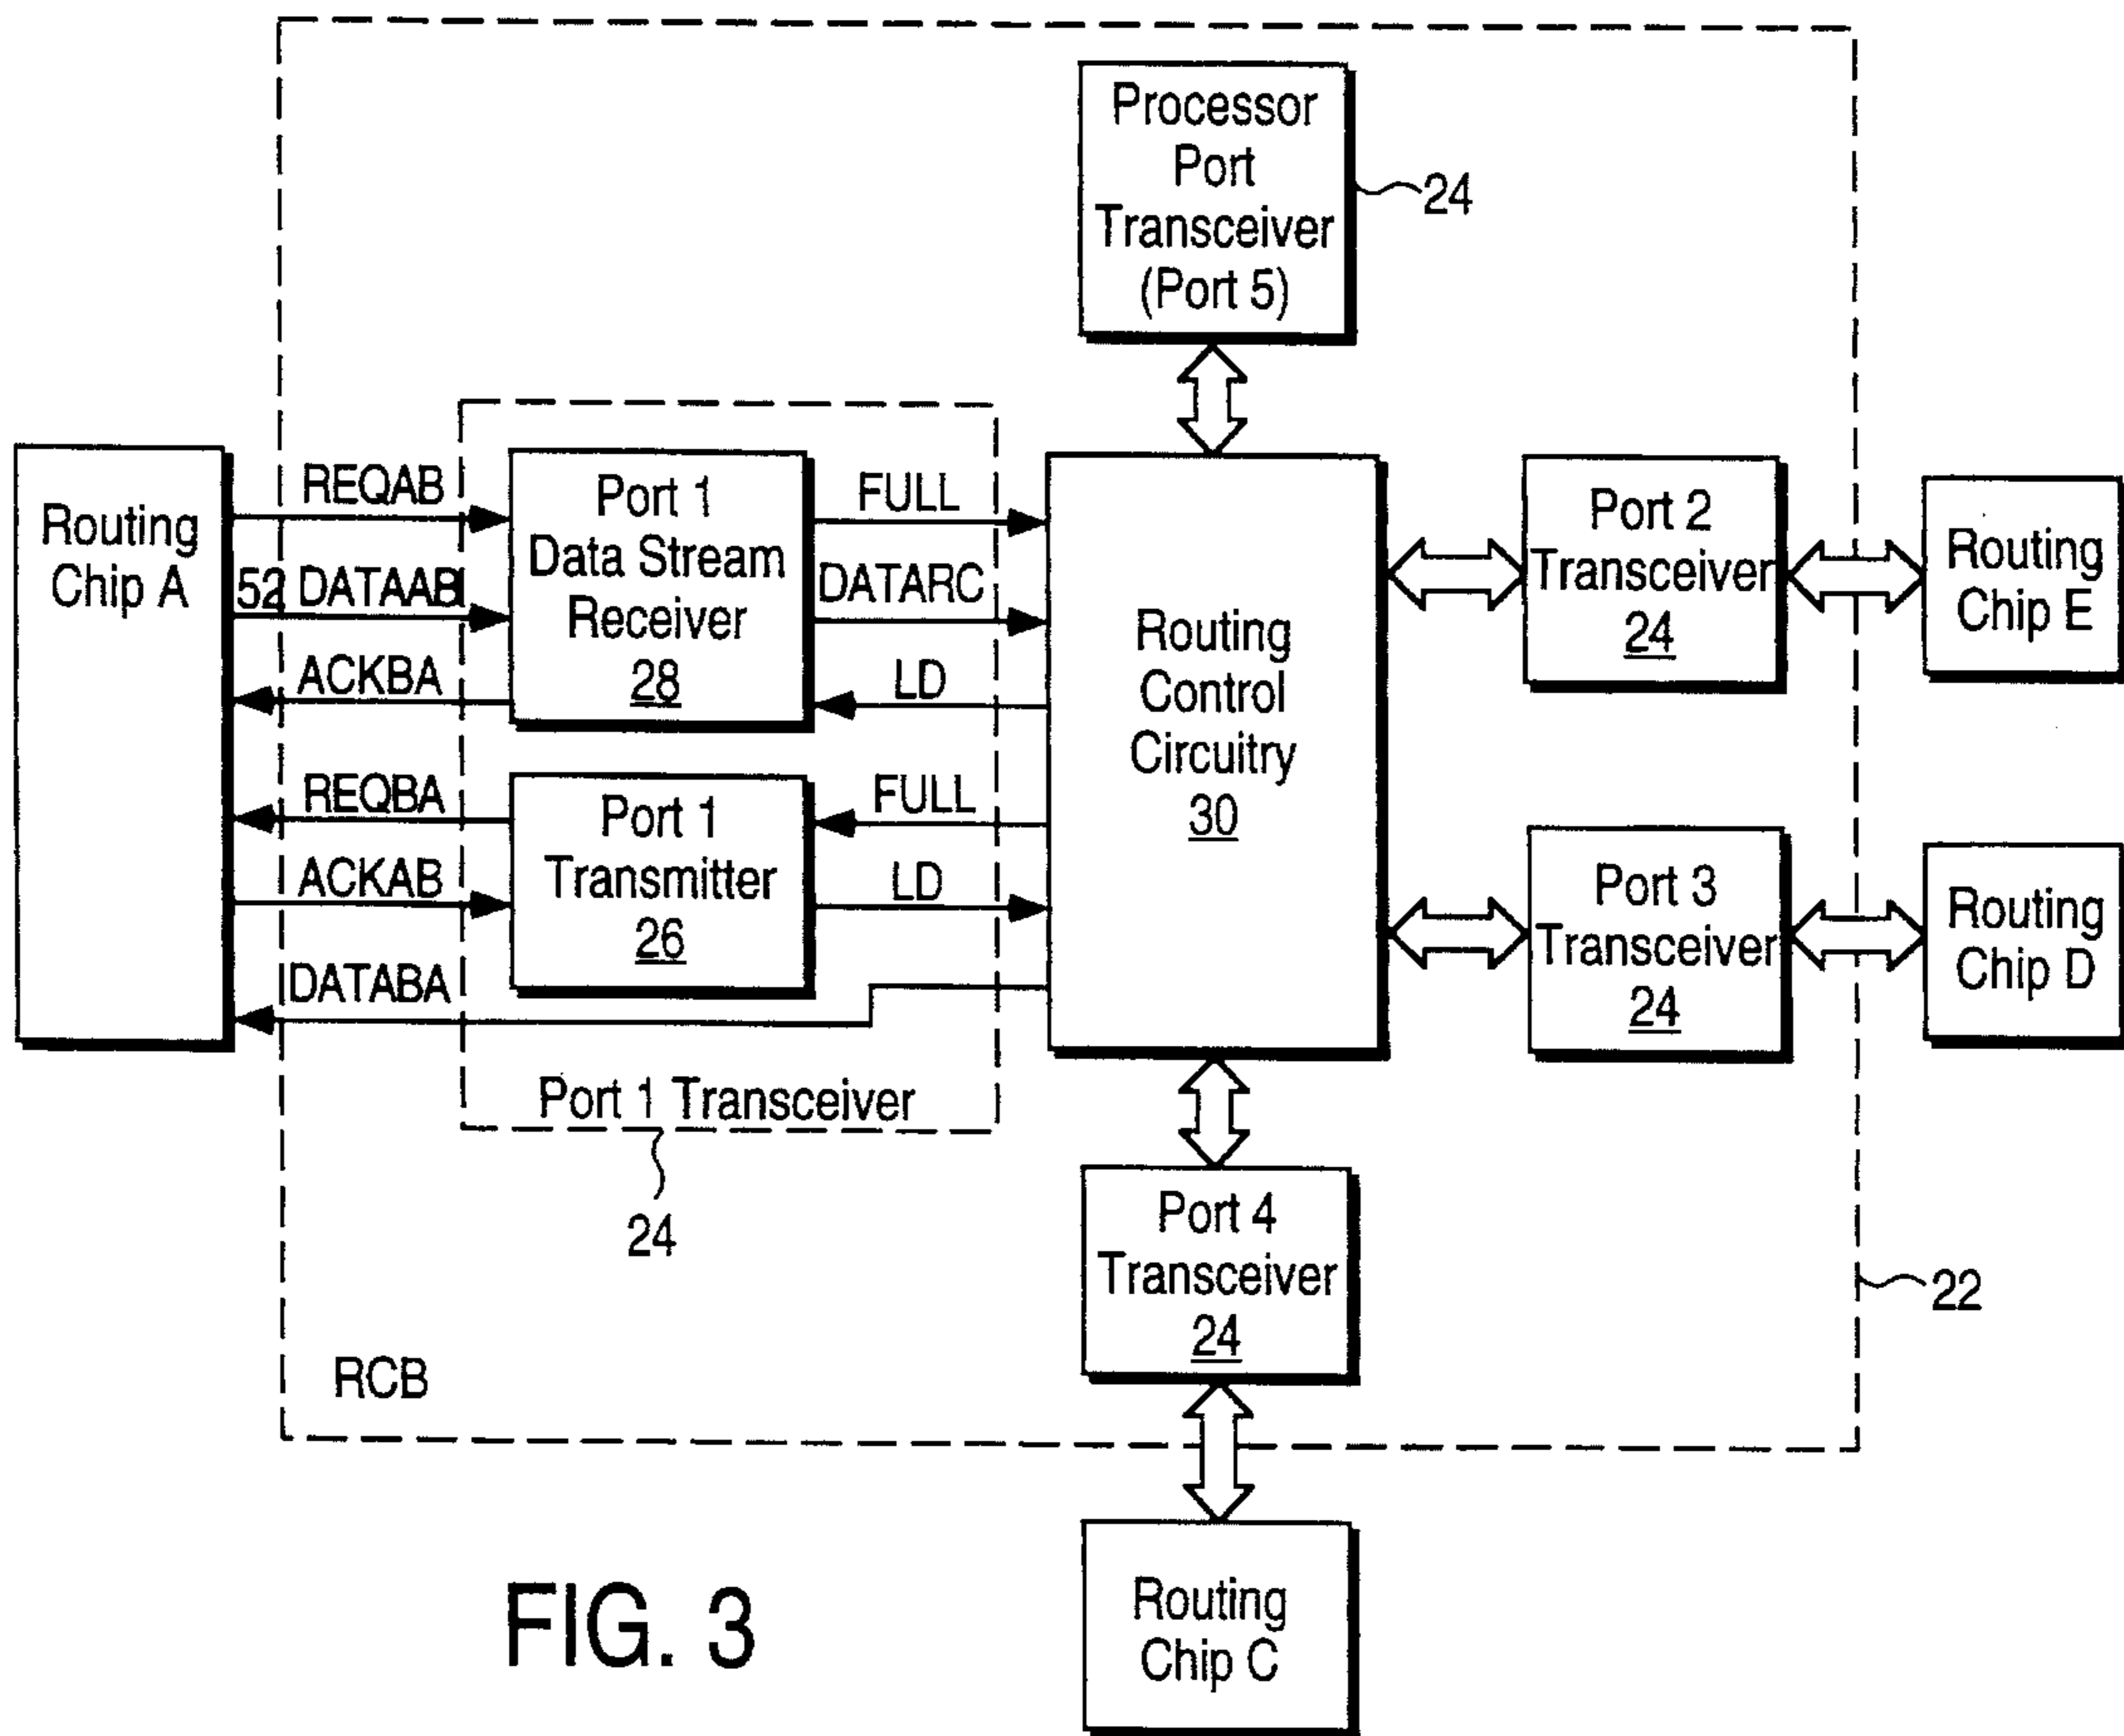 Processor
Port
Transceiver
(Port 5)
24
Routing
Chip A
REQAB
52 DATAAB
ACKBA
REQBA
ACKAB
DATABA
Port 1
Data Stream
Receiver
28
FULL
DATARC
LD
Port 1
Transmitter
26
FULL
LD
Port 1 Transceiver
24
Routing
Control
Circuitry
30
Port 2
Transceiver
24
Routing
Chip E
Port 3
Transceiver
24
Routing
Chip D
Port 4
Transceiver
24
22
RCB
Routing
Chip C
FIG. 3